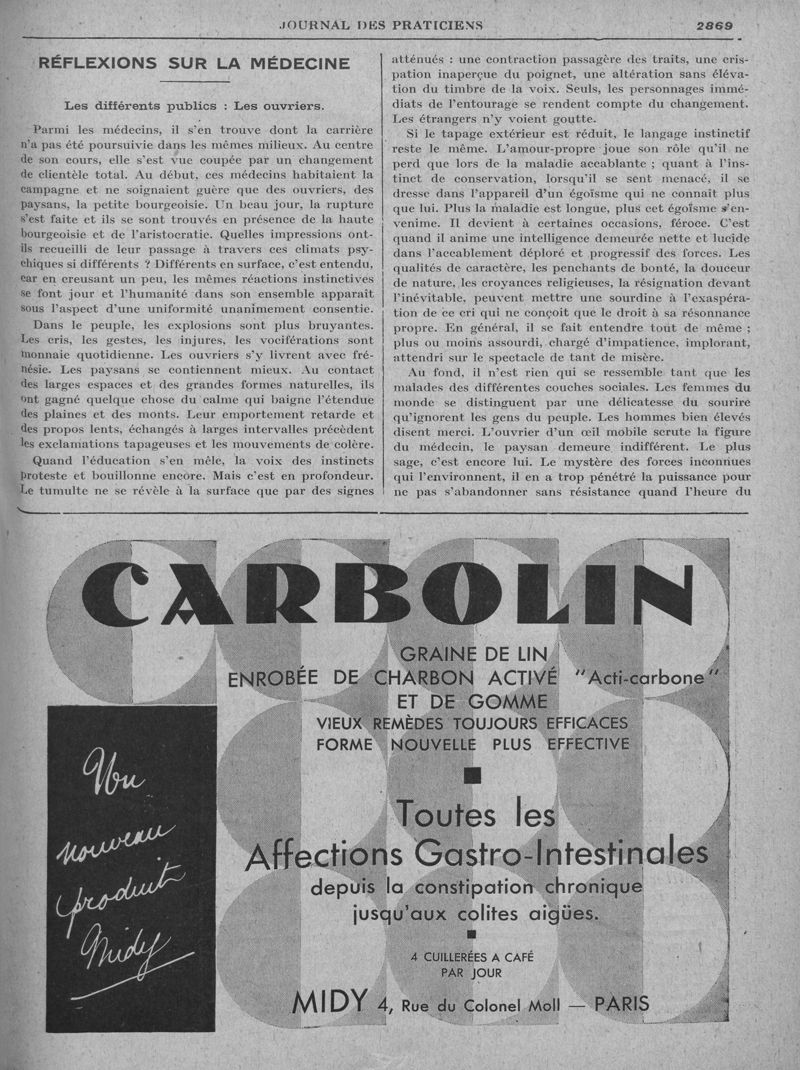 JOURNAL DES PRATICIENS 2869
RÉFLEXIONS SUR LA MÉDECINE
Les différents publics : Les ouvriers.
Parmi les médecins, il s'en trouve dont la carrière
n'a pas été poursuivie dans les mêmes milieux. Au centre
de son cours, elle s'est vue coupée par un changement
de clientèle total. Au début, ces médecins habitaient la
campagne et ne soignaient guère que des ouvriers, des
paysans, la petite bourgeoisie. Un beau jour, la rupture
s'est faite et ils se sont trouvés en présence de la haute
bourgeoisie et de l'aristocratie. Quelles impressions ont-
ils recueilli de leur passage à travers ces climats psy-
chiques si différents ? Différents en surface, c'est entendu,
car en creusant un peu, les mêmes réactions instinctives
se font jour et l'humanité dans son ensemble apparaît
sous l'aspect d'une uniformité unanimement consentie.
Dans le peuple, les explosions sont plus bruyantes.
Les cris, les gestes, les injures, les vociférations sont
monnaie quotidienne. Les ouvriers s'y livrent avec fré-
nésie. Les paysans se contiennent mieux. Au contact
des larges espaces et des grandes formes naturelles, ils
ont gagné quelque chose du calme qui baigne l'étendue
des plaines et des monts. Leur emportement retarde et
des propos lents, échangés à larges intervalles précèdent
les exclamations tapageuses et les mouvements de colère.
Quand l'éducation s'en mêle, la voix des instincts
proteste et bouillonne encore. Mais c'est en profondeur.
Le tumulte ne se révèle à la surface que par des signes
atténués : une contraction passagère des traits, une cris-
pation inaperçue du poignet, une altération sans éléva-
tion du timbre de la voix. Seuls, les personnages immé-
diats de l'entourage se rendent compte du changement.
Les étrangers n'y voient goutte.
Si le tapage extérieur est réduit, le langage instinctif
reste le même. L'amour-propre joue son rôle qu'il ne
perd que lors de la maladie accablante ; quant à l'ins-
tinct de conservation, lorsqu'il se sent menacé, il se
dresse dans l'appareil d'un égoïsme qui ne connaît plus
que lui. Plus la maladie est longue, plus cet égoïsme s'en-
venime. Il devient à certaines occasions, féroce. C'est
quand il anime une intelligence demeurée nette et lucide
dans l'accablement déploré et progressif des forces. Les
qualités de caractère, les penchants de bonté, la douceur
de nature, les croyances religieuses, la résignation devant
l'inévitable, peuvent mettre une sourdine à l'exaspéra-
tion de ce cri qui ne conçoit que le droit à sa résonnance
propre. En général, il se fait entendre tout de même ;
plus ou moins assourdi, chargé d'impatience, implorant,
attendri sur le spectacle de tant de misère.
Au fond, il n'est rien qui se ressemble tant que les
malades des différentes couches sociales. Les femmes du
monde se distinguent par une délicatesse du sourire
qu'ignorent les gens du peuple. Les hommes bien élevés
disent merci. L'ouvrier d'un œil mobile scrute la figure
du médecin, le paysan demeure indifférent. Le plus
sage, c'est encore lui. Le mystère des forces inconnues
qui l'environnent, il en a trop pénétré la puissance pour
ne pas s'abandonner sans résistance quand l'heure du
CARBOLIN
GRAINE DE LIN
ENROBÉE DE CHARBON ACTIVÉ "Acti-carbone"
ET DE GOMME
VIEUX REMÈDES TOUJOURS EFFICACES
FORME NOUVELLE PLUS EFFECTIVE
Toutes les
Affections Gastro-Intestinales
depuis la constipation chronique
jusqu'aux colites aigües.
4 CUILLERÉES A CAFÉ
PAR JOUR
MIDY 4, Rue du Colonel Moll — PARIS
Un
nouveau
produit
Midy